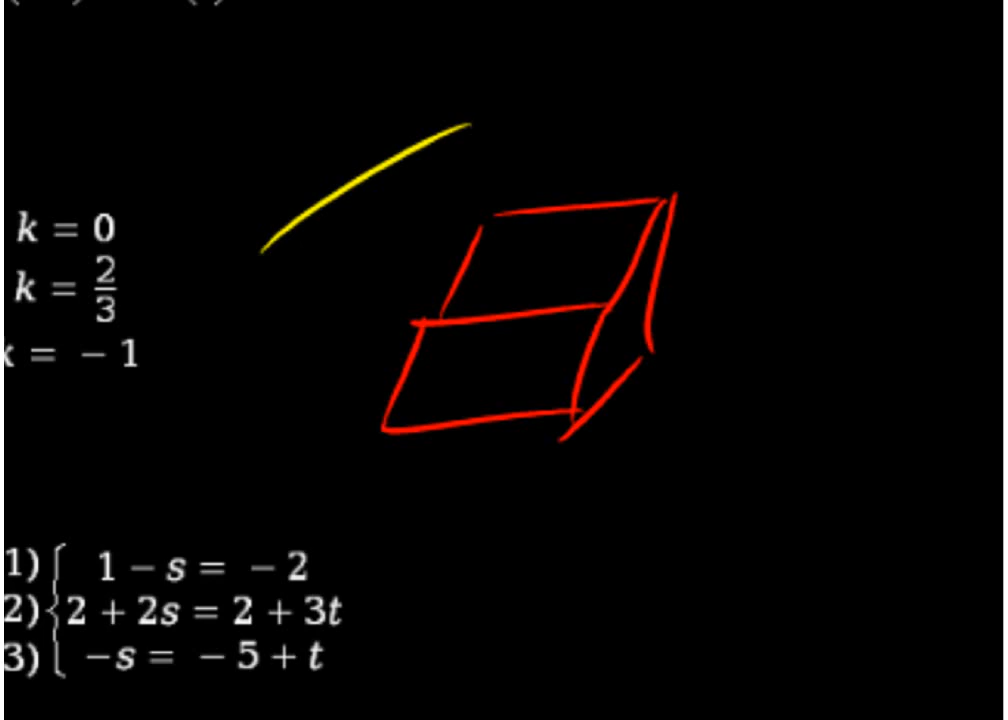 k = 0
k = 2/3
x = − 1
1) { 1 − s = − 2
2) { 2 + 2s = 2 + 3t
3) { −s = − 5 + t